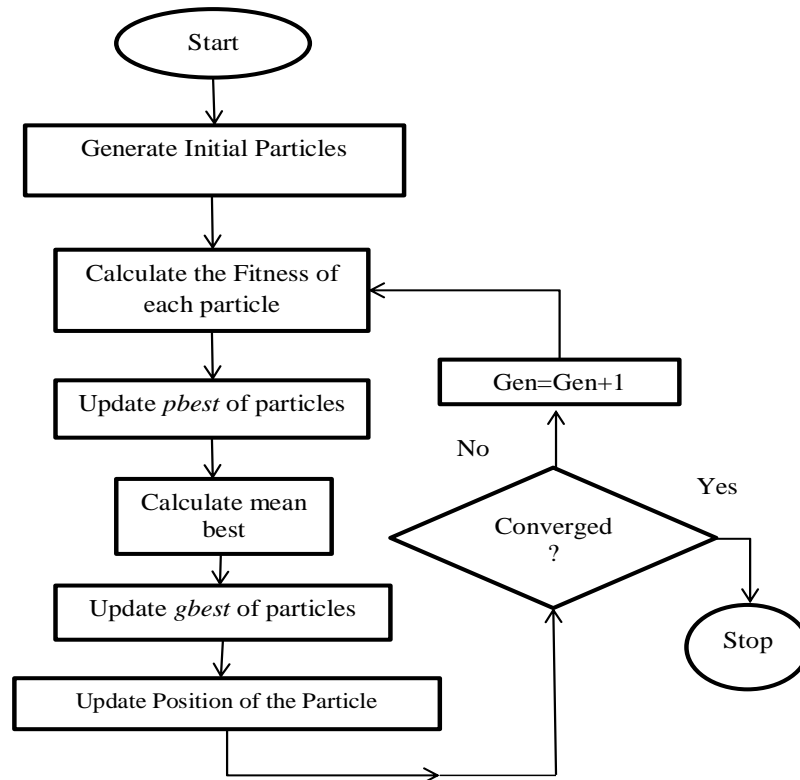 Start
Generate Initial Particles
Calculate the Fitness of
each particle
Update pbest of particles
Calculate mean
best
Update gbest of particles
Update Position of the Particle
Gen=Gen+1
No
Yes
Converged
?
Stop